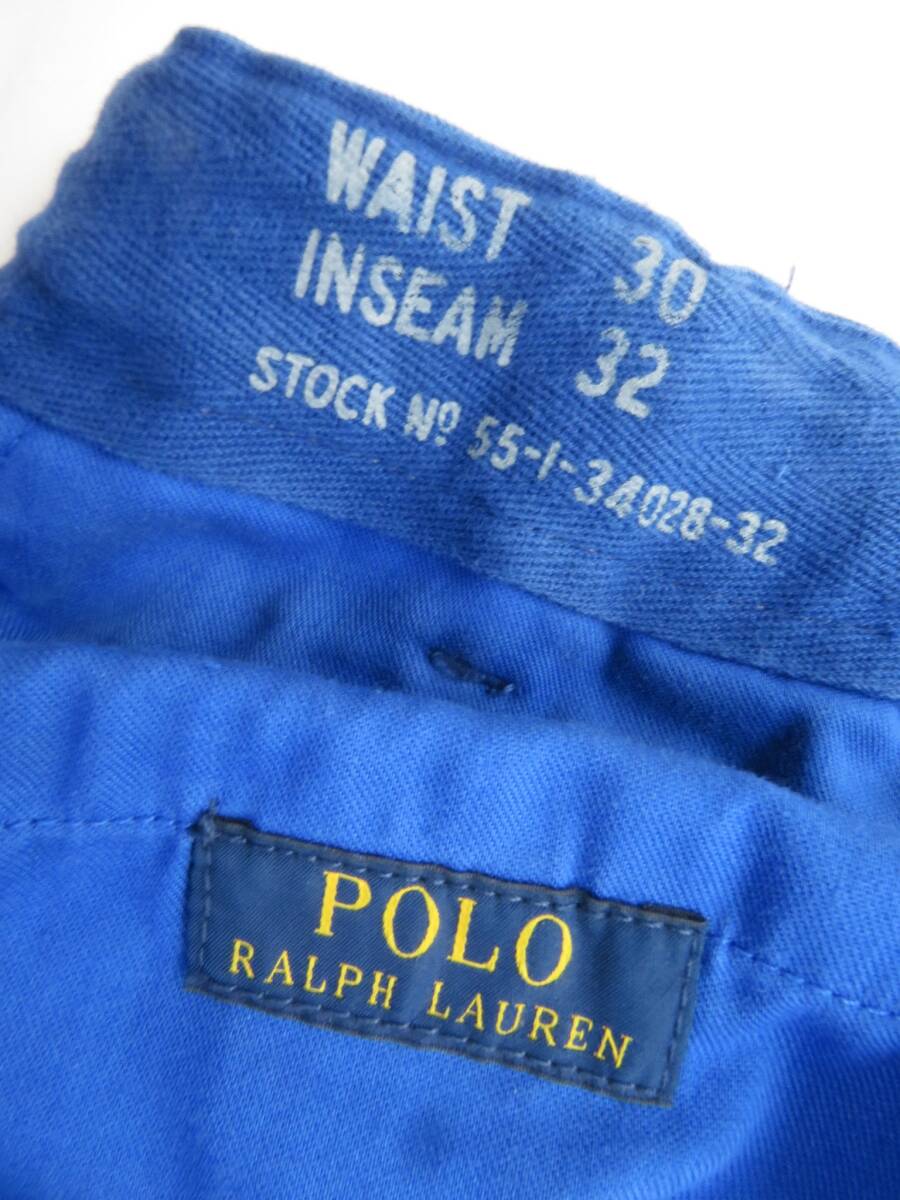 WAIST 30
INSEAM 32
STOCK Nº 55-1-34028-32
POLO
RALPH LAUREN